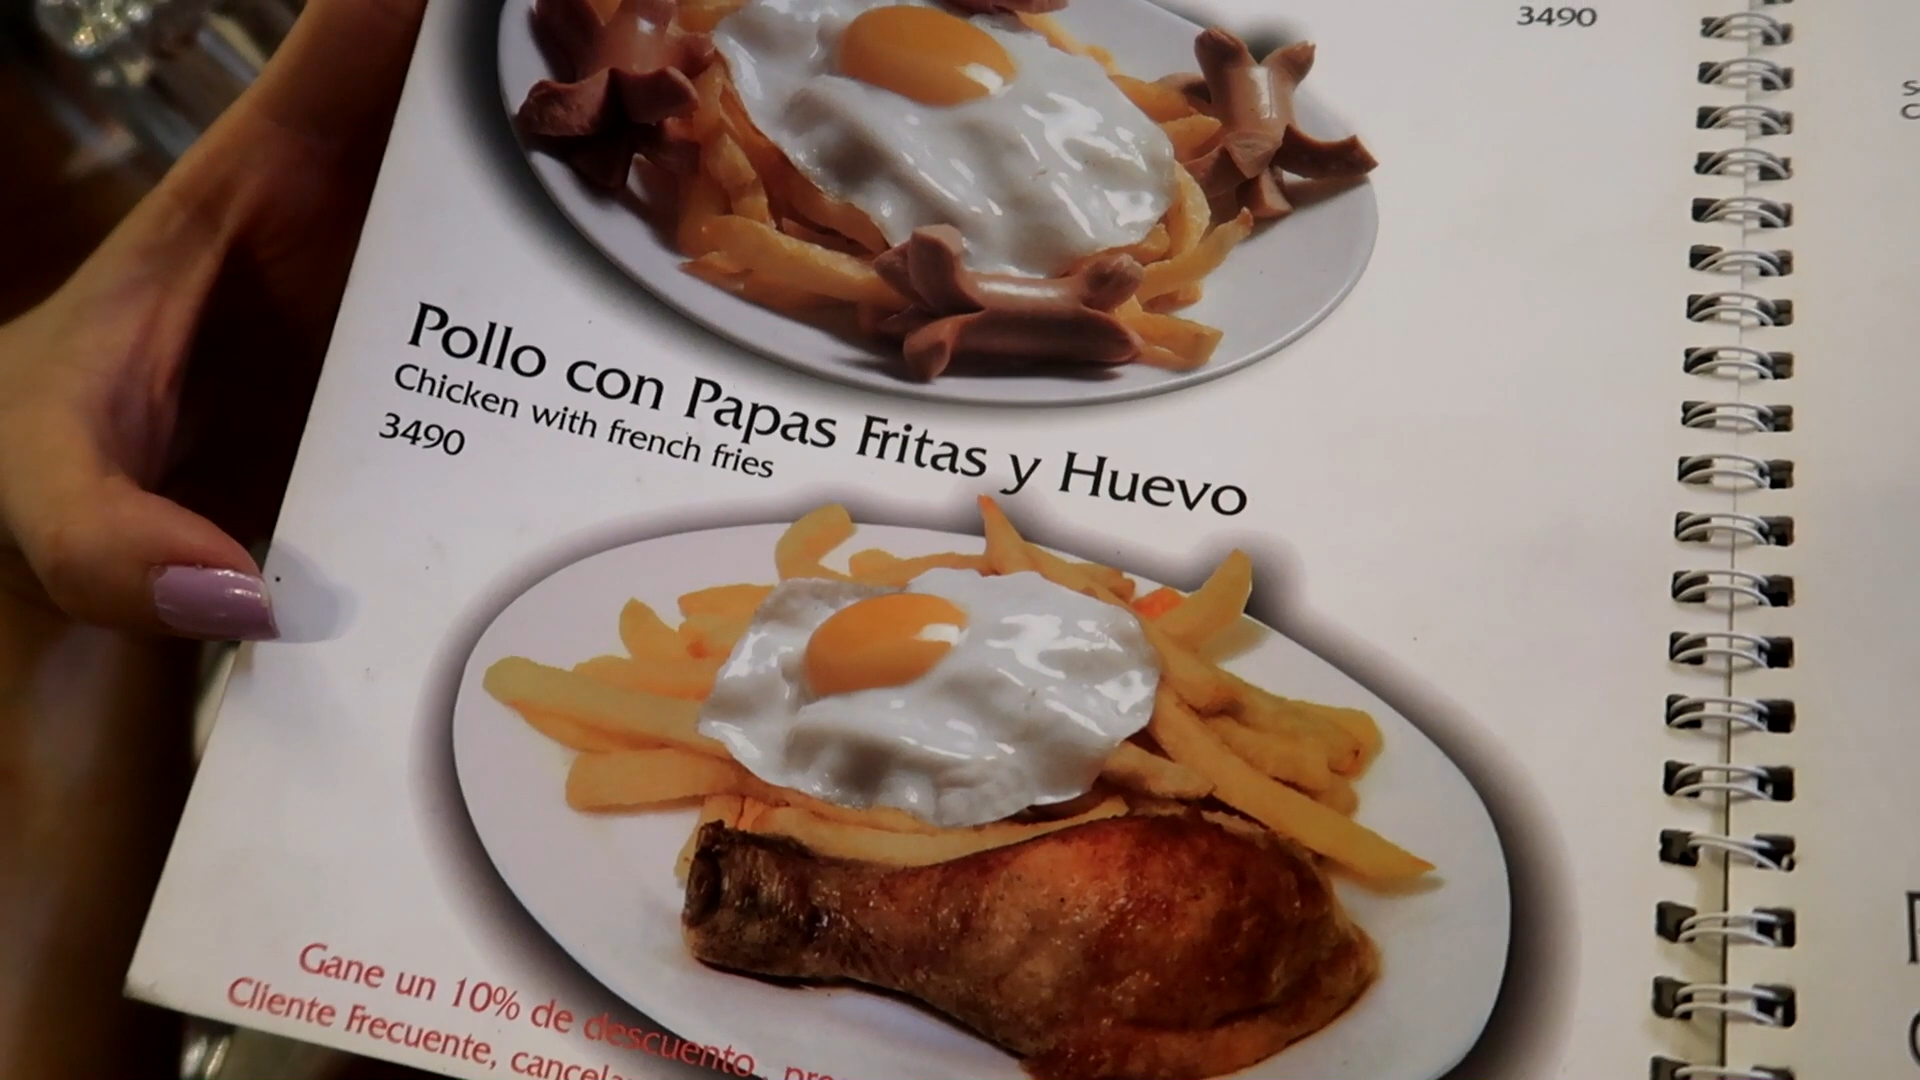 3490
Pollo con Papas Fritas y Huevo
Chicken with french fries
3490
Gane un 10% de descuento
Cliente Frecuente,